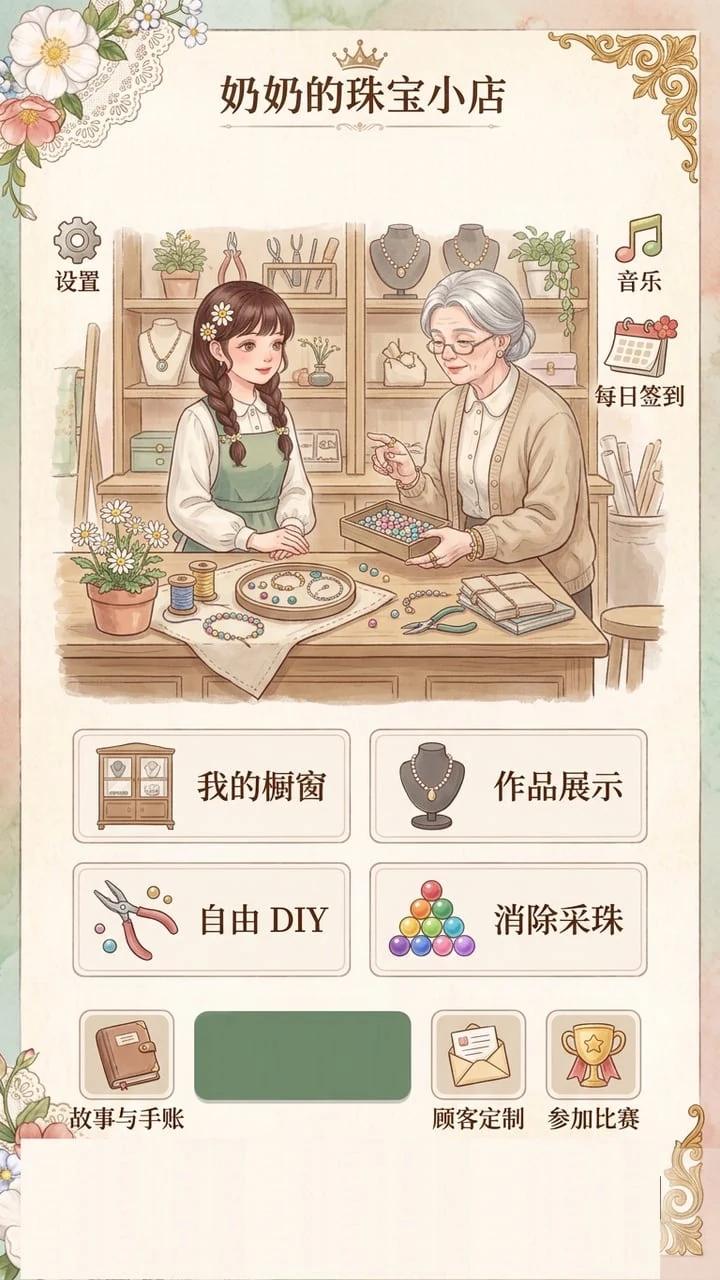 奶奶的珠宝小店
设置
音乐
每日签到
我的橱窗
作品展示
自由 DIY
消除采珠
故事与手账
顾客定制
参加比赛